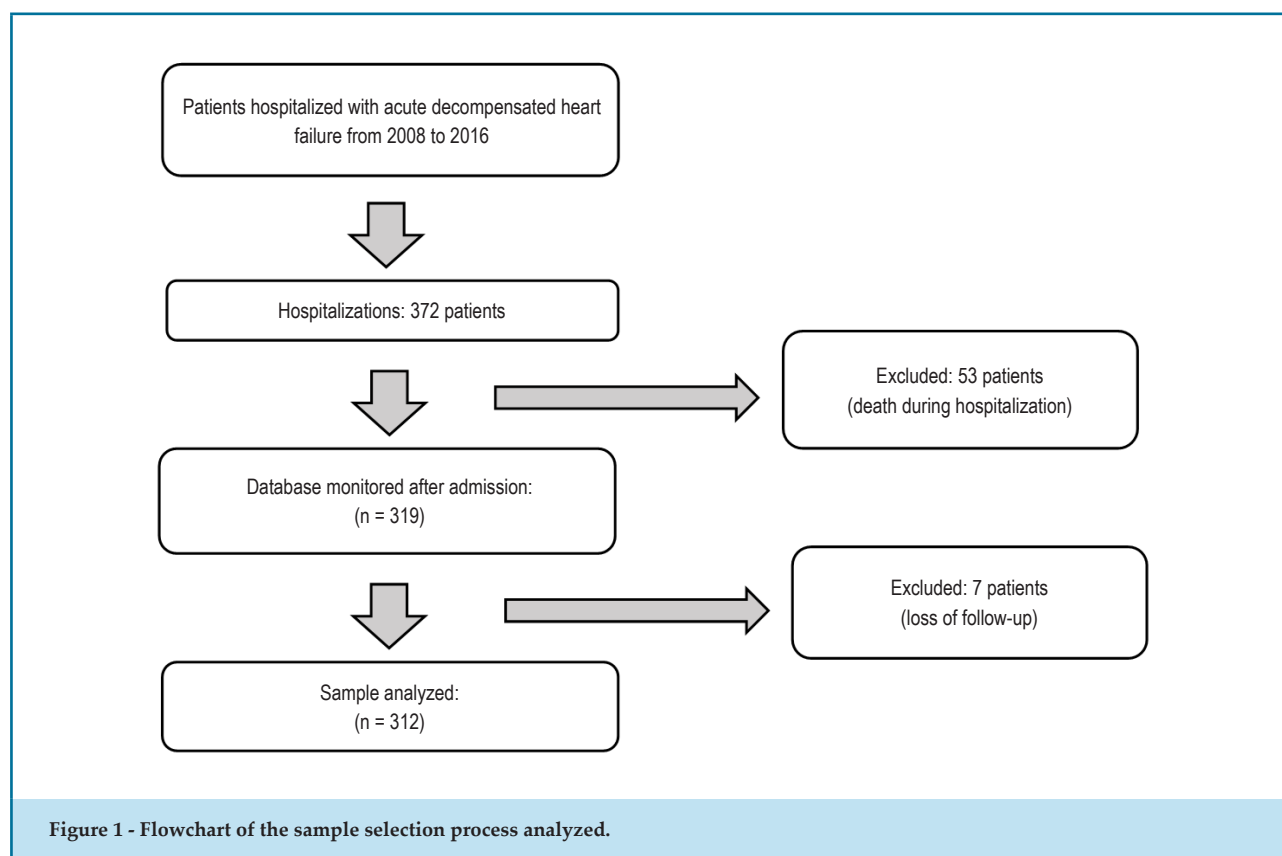 Patients hospitalized with acute decompensated heart
failure from 2008 to 2016
Hospitalizations: 372 patients
Excluded: 53 patients
(death during hospitalization)
Database monitored after admission:
(n = 319)
Excluded: 7 patients
(loss of follow-up)
Sample analyzed:
(n = 312)
Figure 1 - Flowchart of the sample selection process analyzed.